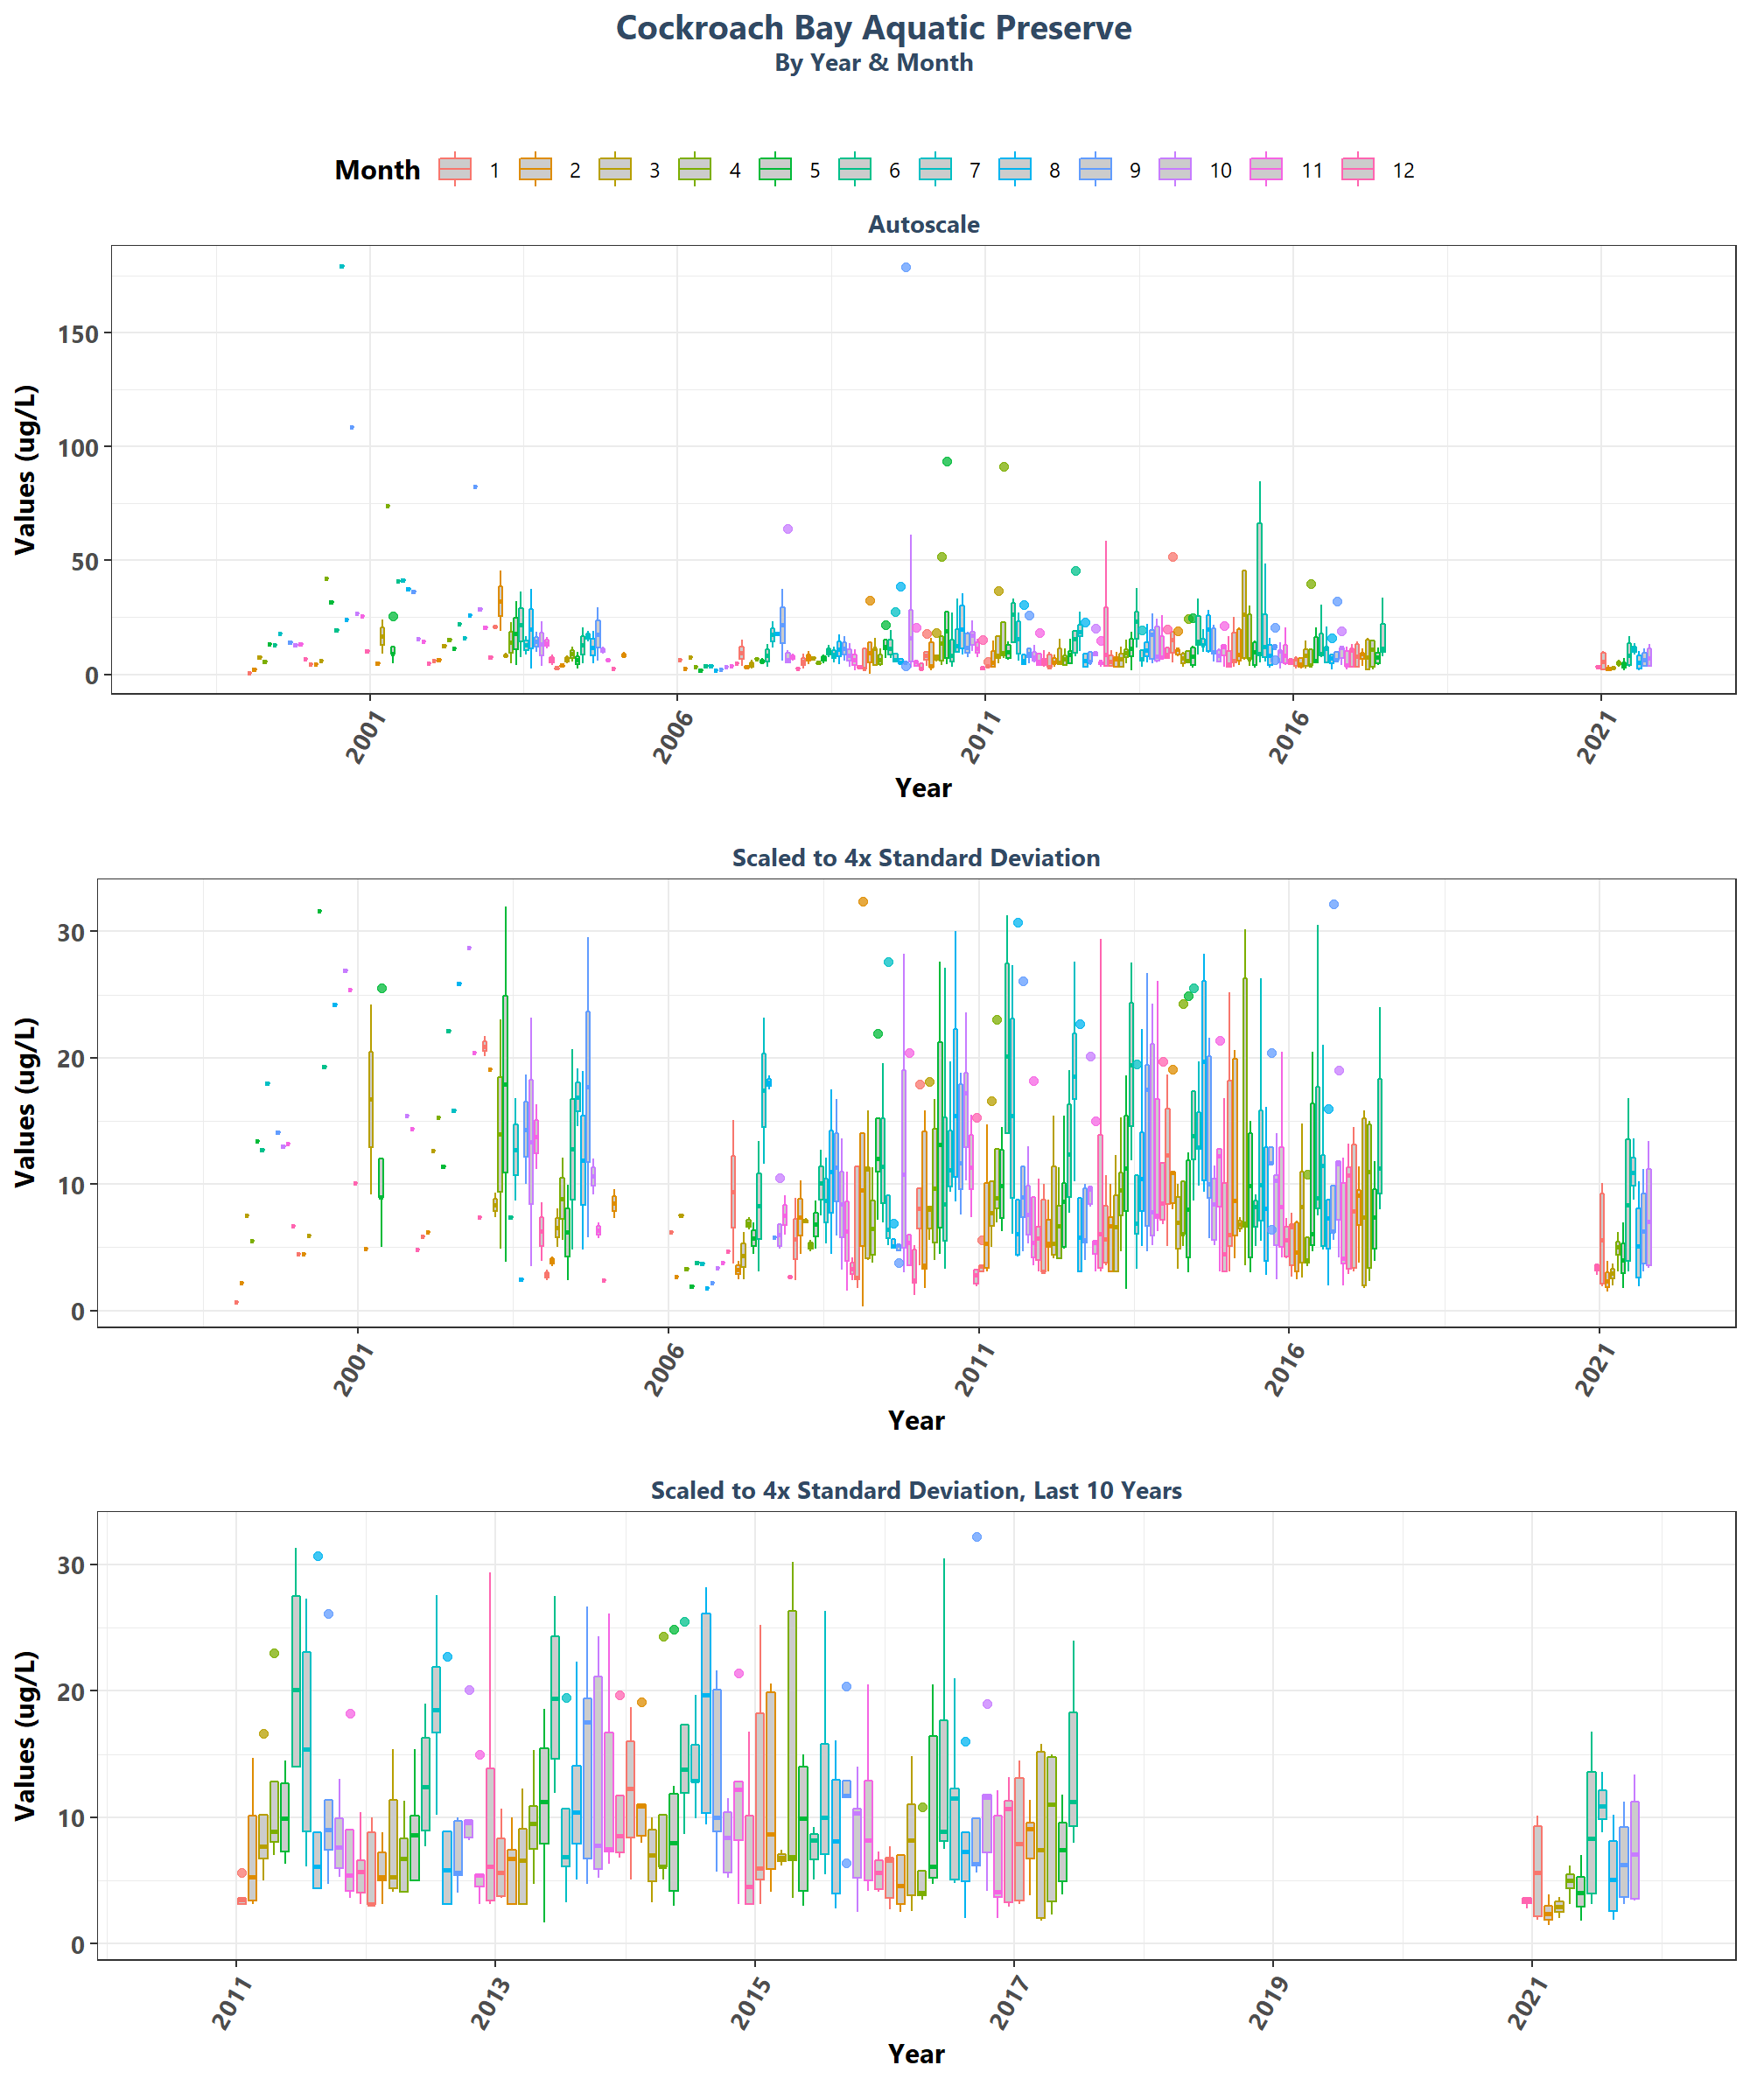 Cockroach Bay Aquatic Preserve
By Year & Month
Month 1 2 3 4 5 6 7 8 9 10 11 12
Autoscale
Values (ug/L)
150
100
50
0
2001 2006 2011 2016 2021
Year
Scaled to 4x Standard Deviation
Values (ug/L)
30
20
10
0
2001 2006 2011 2016 2021
Year
Scaled to 4x Standard Deviation, Last 10 Years
Values (ug/L)
30
20
10
0
2011 2013 2015 2017 2019 2021
Year